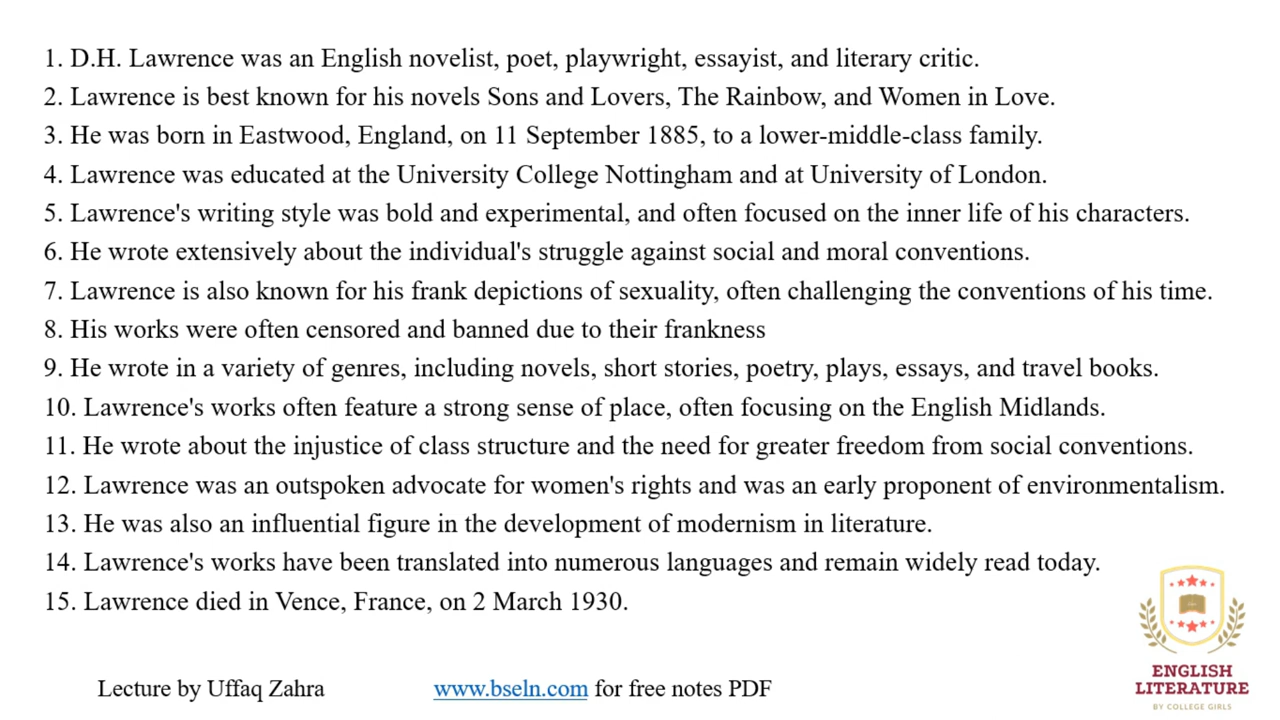 1. D.H. Lawrence was an English novelist, poet, playwright, essayist, and literary critic.
2. Lawrence is best known for his novels Sons and Lovers, The Rainbow, and Women in Love.
3. He was born in Eastwood, England, on 11 September 1885, to a lower-middle-class family.
4. Lawrence was educated at the University College Nottingham and at University of London.
5. Lawrence's writing style was bold and experimental, and often focused on the inner life of his characters.
6. He wrote extensively about the individual's struggle against social and moral conventions.
7. Lawrence is also known for his frank depictions of sexuality, often challenging the conventions of his time.
8. His works were often censored and banned due to their frankness
9. He wrote in a variety of genres, including novels, short stories, poetry, plays, essays, and travel books.
10. Lawrence's works often feature a strong sense of place, often focusing on the English Midlands.
11. He wrote about the injustice of class structure and the need for greater freedom from social conventions.
12. Lawrence was an outspoken advocate for women's rights and was an early proponent of environmentalism.
13. He was also an influential figure in the development of modernism in literature.
14. Lawrence's works have been translated into numerous languages and remain widely read today.
15. Lawrence died in Vence, France, on 2 March 1930.
Lecture by Uffaq Zahra www.bseln.com for free notes PDF
ENGLISH
LITERATURE
BY COLLEGE GIRLS